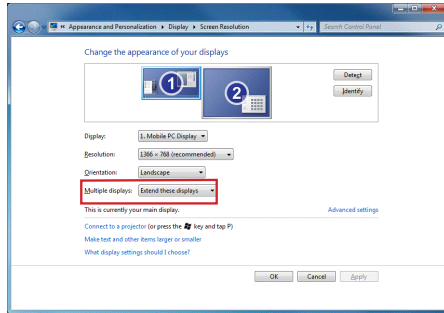 « Appearance and Personalization ▸ Display ▸ Screen Resolution
Search Control Panel
Change the appearance of your displays
1
2
Detect
Identify
Display: 1. Mobile PC Display
Resolution: 1366 × 768 (recommended)
Orientation: Landscape
Multiple displays: Extend these displays
This is currently your main display.
Advanced settings
Connect to a projector (or press the key and tap P)
Make text and other items larger or smaller
What display settings should I choose?
OK Cancel Apply